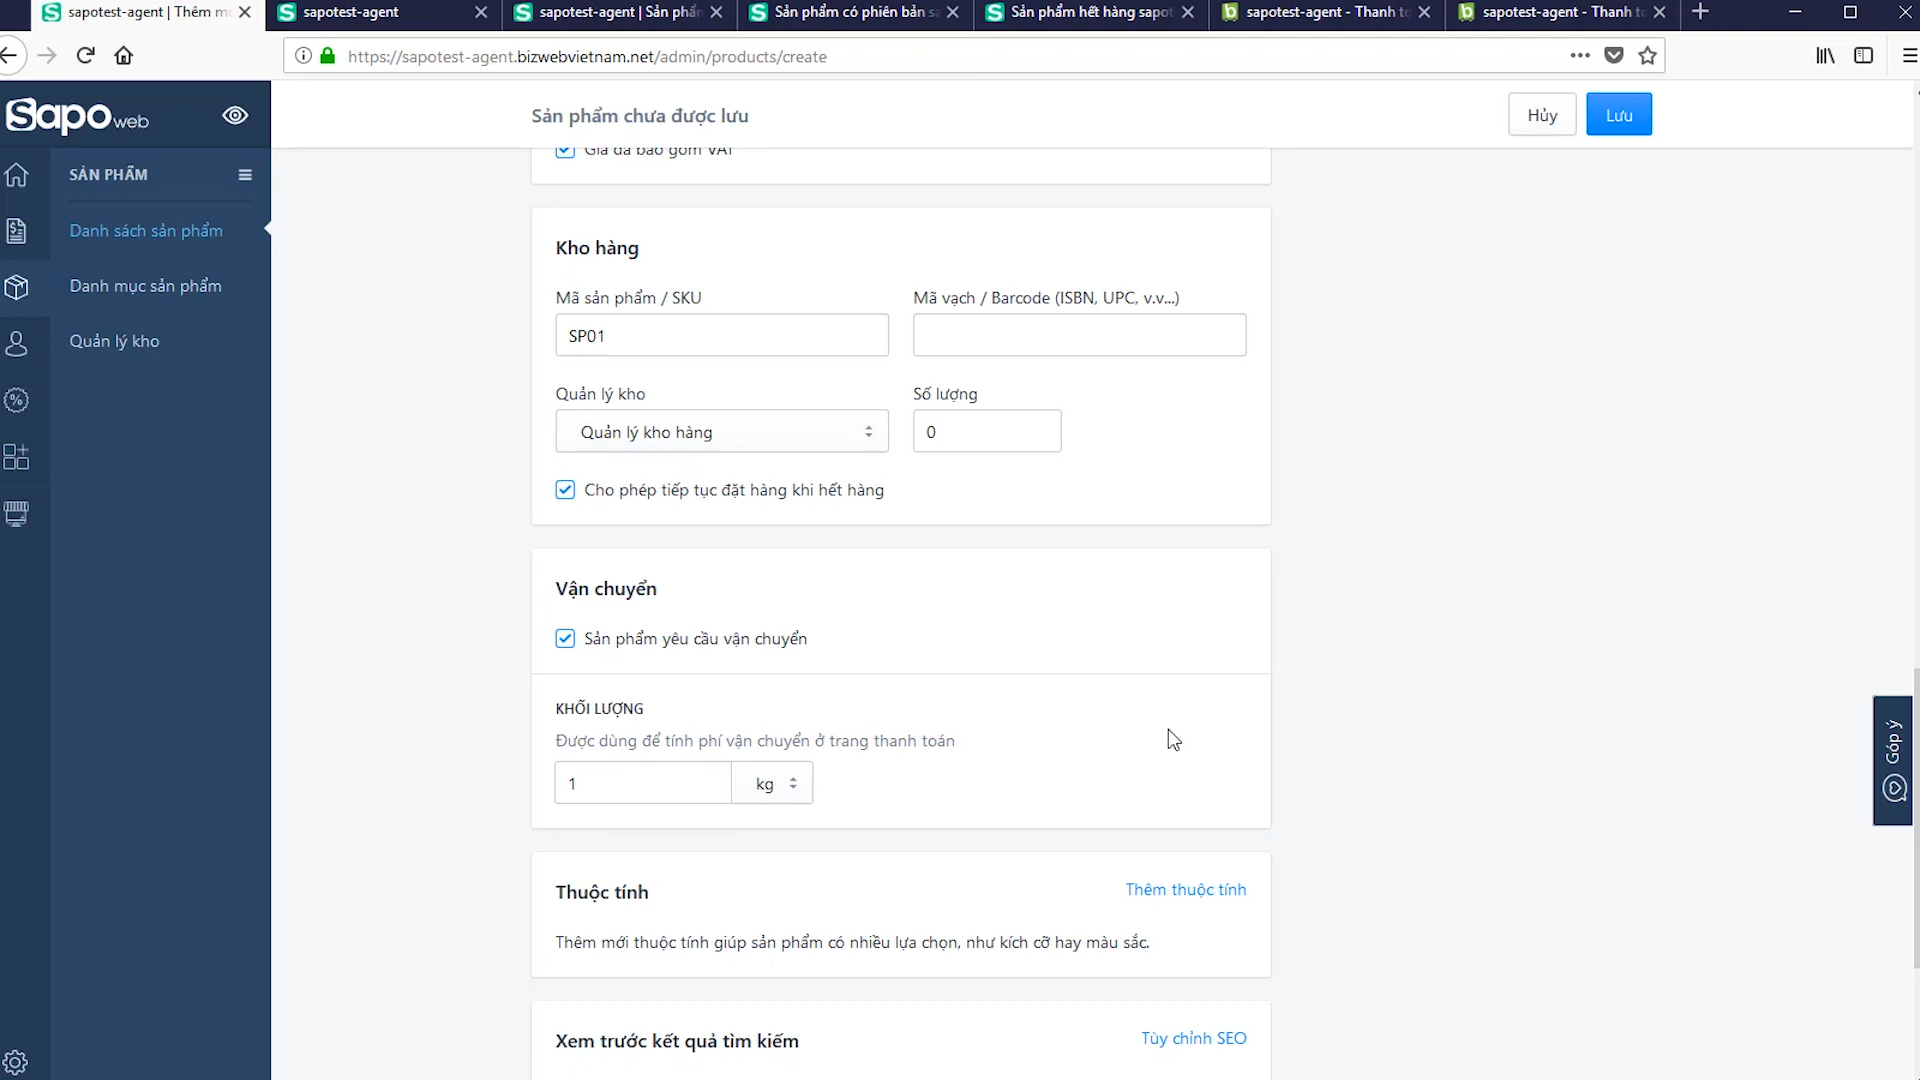 sapotest-agent | Thêm mớ
sapotest-agent
sapotest-agent | Sản phẩm
Sản phẩm có phiên bản sa
Sản phẩm hết hàng sapot
sapotest-agent - Thanh to
sapotest-agent - Thanh to
https://sapotest-agent.bizwebvietnam.net/admin/products/create
Sapo web
Sản phẩm chưa được lưu
Hủy
Lưu
SẢN PHẨM
Danh sách sản phẩm
Danh mục sản phẩm
Quản lý kho
Giá đã bao gồm VAT
Kho hàng
Mã sản phẩm / SKU
Mã vạch / Barcode (ISBN, UPC, v.v...)
SP01
Quản lý kho
Số lượng
Quản lý kho hàng
0
Cho phép tiếp tục đặt hàng khi hết hàng
Vận chuyển
Sản phẩm yêu cầu vận chuyển
KHỐI LƯỢNG
Được dùng để tính phí vận chuyển ở trang thanh toán
1
kg
Góp ý
Thuộc tính
Thêm thuộc tính
Thêm mới thuộc tính giúp sản phẩm có nhiều lựa chọn, như kích cỡ hay màu sắc.
Xem trước kết quả tìm kiếm
Tùy chỉnh SEO